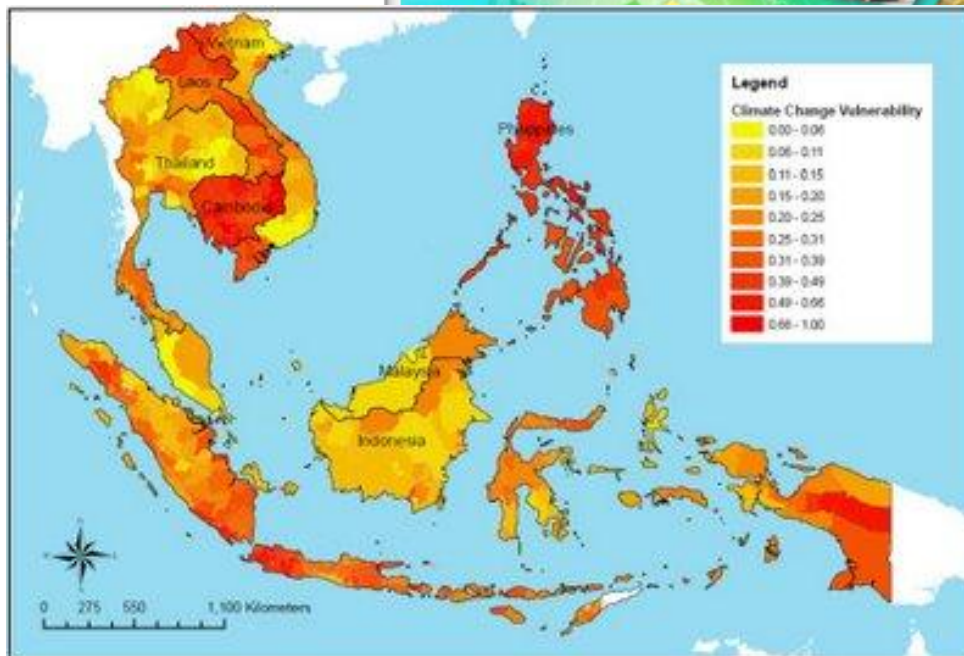 Vietnam
Laos
Thailand
Cambodia
Philippines
Malaysia
Indonesia
Legend
Climate Change Vulnerability
0.00 - 0.06
0.06 - 0.11
0.11 - 0.15
0.15 - 0.20
0.20 - 0.25
0.25 - 0.31
0.31 - 0.39
0.39 - 0.49
0.49 - 0.66
0.66 - 1.00
0 275 550 1,100 Kilometers